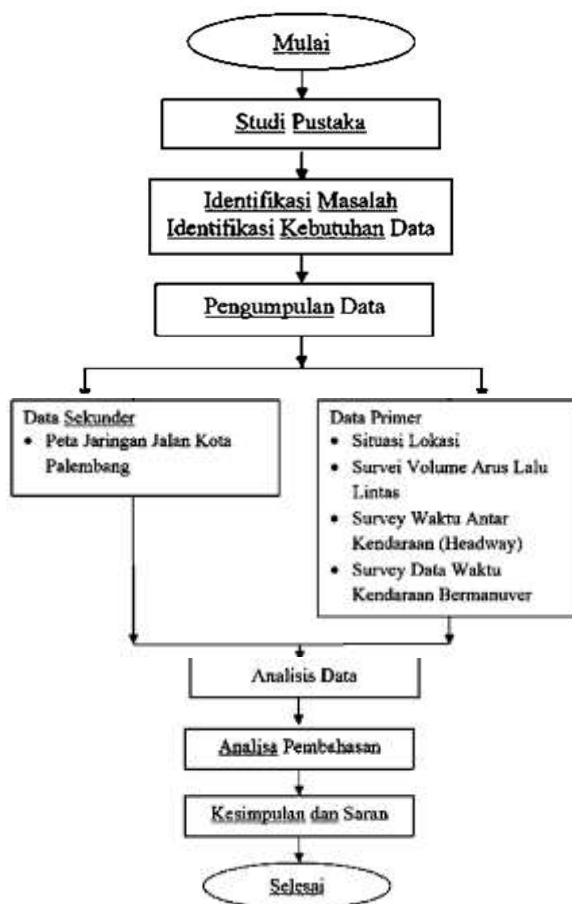 Mulai
Studi Pustaka
Identifikasi Masalah
Identifikasi Kebutuhan Data
Pengumpulan Data
Data Sekunder
• Peta Jaringan Jalan Kota
Palembang
Data Primer
• Situasi Lokasi
• Survei Volume Arus Lalu
Lintas
• Survey Waktu Antar
Kendaraan (Headway)
• Survey Data Waktu
Kendaraan Bermanuver
Analisis Data
Analisa Pembahasan
Kesimpulan dan Saran
Selesai